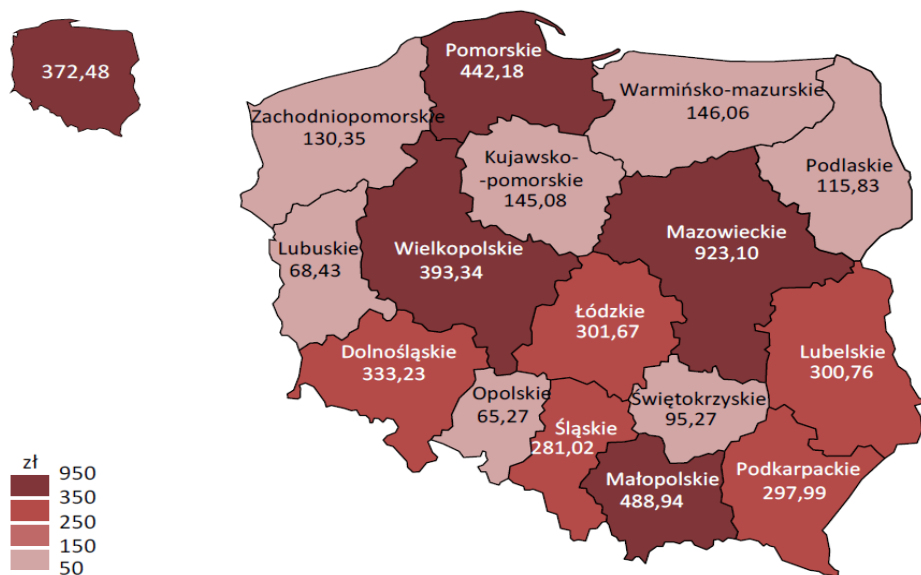 372,48
Pomorskie
442,18
Warmińsko-mazurskie
146,06
Zachodniopomorskie
130,35
Kujawsko-
-pomorskie
145,08
Podlaskie
115,83
Mazowieckie
923,10
Lubuskie
68,43
Wielkopolskie
393,34
Łódzkie
301,67
Dolnośląskie
333,23
Lubelskie
300,76
Opolskie
65,27
Świętokrzyskie
95,27
Śląskie
281,02
Małopolskie
488,94
Podkarpackie
297,99
zł
950
350
250
150
50